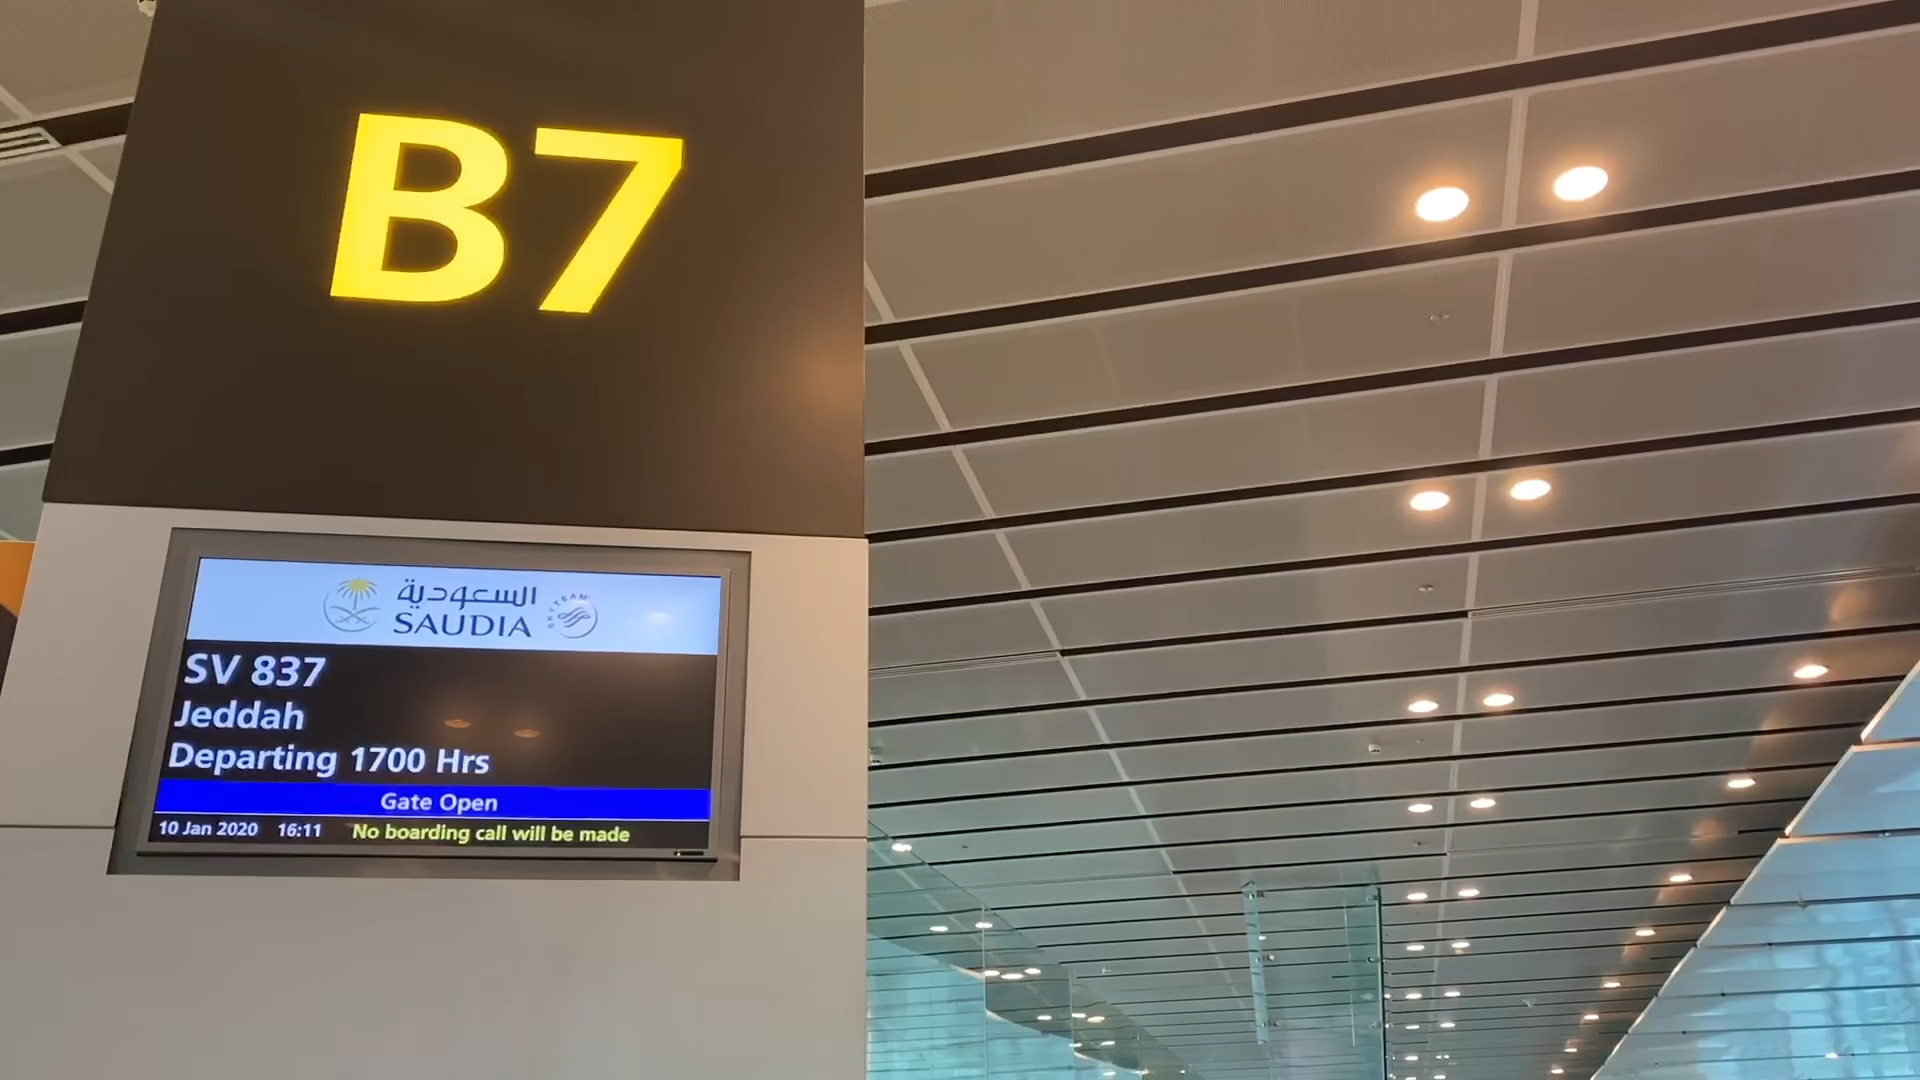 B7
السعودية
SAUDIA
SKYTEAM
SV 837
Jeddah
Departing 1700 Hrs
Gate Open
10 Jan 2020 16:11 No boarding call will be made